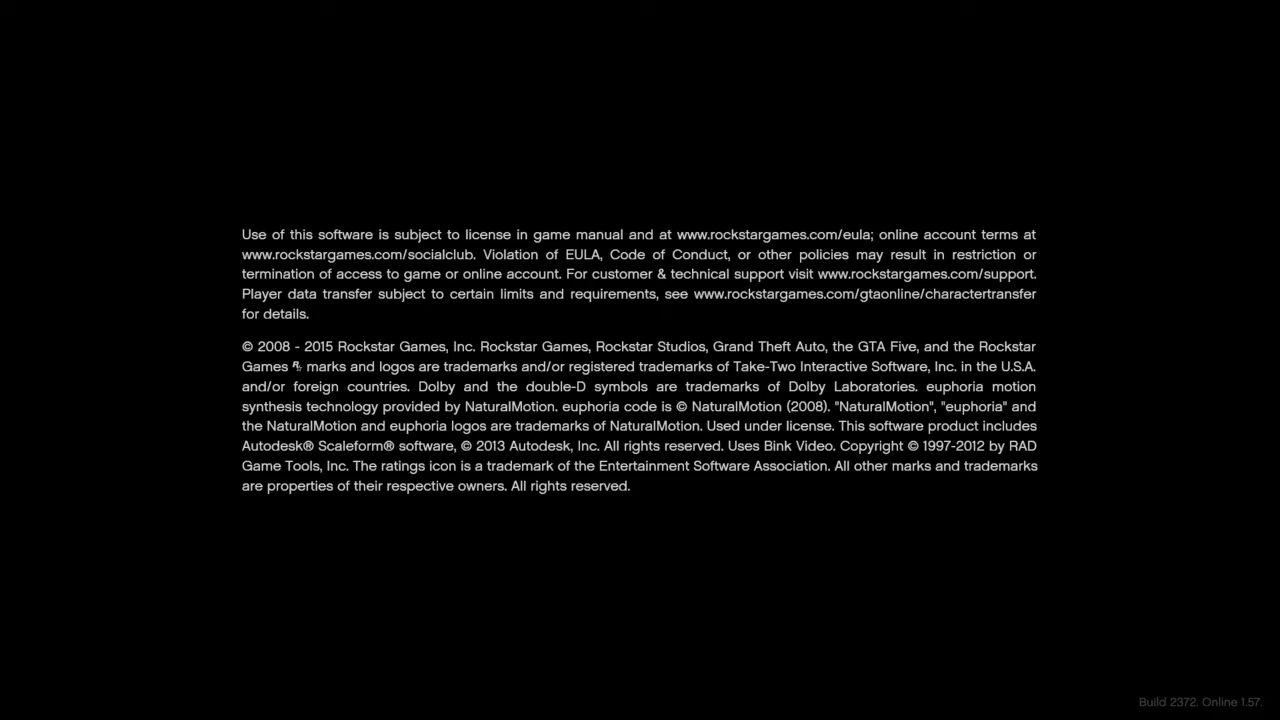 Use of this software is subject to license in game manual and at www.rockstargames.com/eula; online account terms at
www.rockstargames.com/socialclub. Violation of EULA, Code of Conduct, or other policies may result in restriction or
termination of access to game or online account. For customer & technical support visit www.rockstargames.com/support.
Player data transfer subject to certain limits and requirements, see www.rockstargames.com/gtaonline/charactertransfer
for details.
© 2008 - 2015 Rockstar Games, Inc. Rockstar Games, Rockstar Studios, Grand Theft Auto, the GTA Five, and the Rockstar
Games R* marks and logos are trademarks and/or registered trademarks of Take-Two Interactive Software, Inc. in the U.S.A.
and/or foreign countries. Dolby and the double-D symbols are trademarks of Dolby Laboratories. euphoria motion
synthesis technology provided by NaturalMotion. euphoria code is © NaturalMotion (2008). "NaturalMotion", "euphoria" and
the NaturalMotion and euphoria logos are trademarks of NaturalMotion. Used under license. This software product includes
Autodesk® Scaleform® software, © 2013 Autodesk, Inc. All rights reserved. Uses Bink Video. Copyright © 1997-2012 by RAD
Game Tools, Inc. The ratings icon is a trademark of the Entertainment Software Association. All other marks and trademarks
are properties of their respective owners. All rights reserved.
Build 2372. Online 1.57.